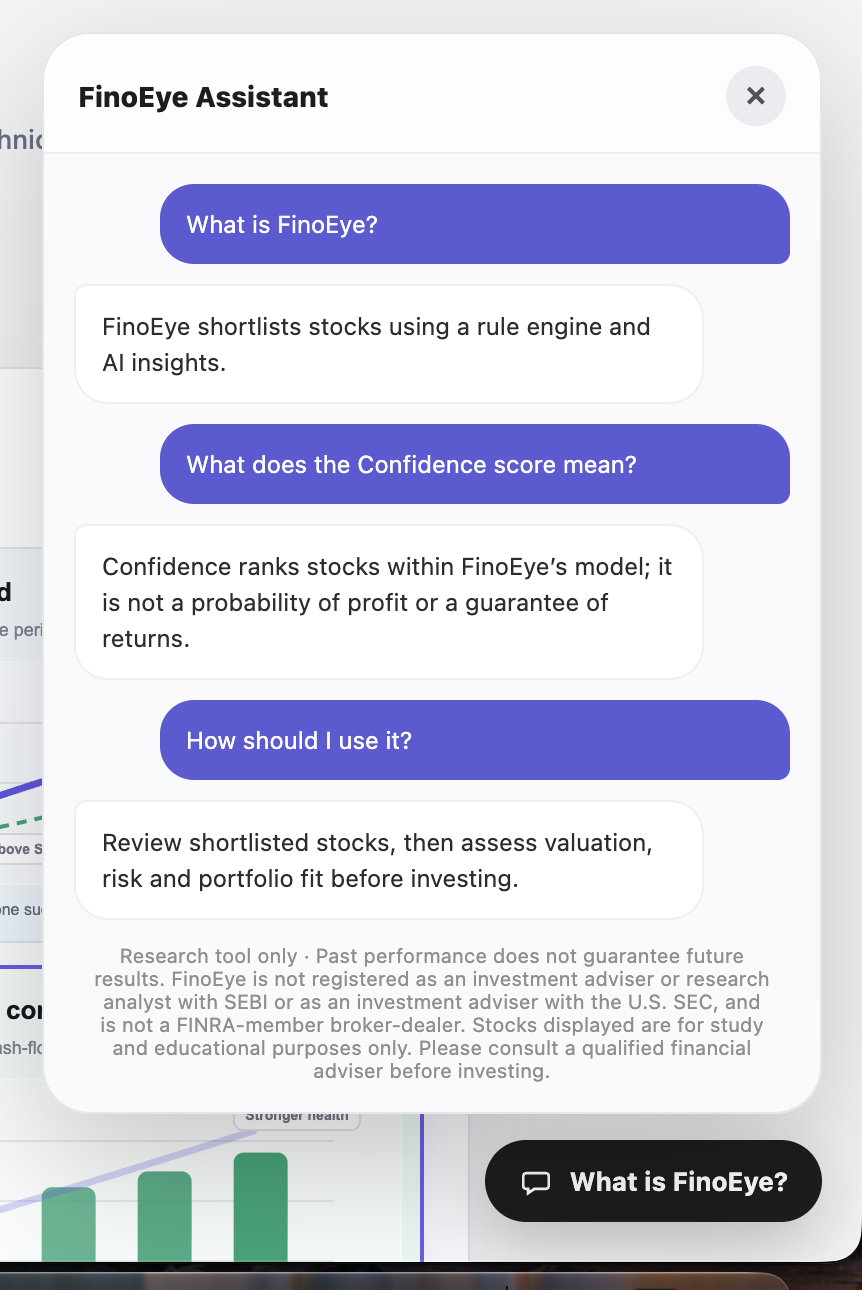 FinoEye Assistant
What is FinoEye?
FinoEye shortlists stocks using a rule engine and
AI insights.
What does the Confidence score mean?
Confidence ranks stocks within FinoEye’s model; it
is not a probability of profit or a guarantee of
returns.
How should I use it?
Review shortlisted stocks, then assess valuation,
risk and portfolio fit before investing.
Research tool only · Past performance does not guarantee future
results. FinoEye is not registered as an investment adviser or research
analyst with SEBI or as an investment adviser with the U.S. SEC, and
is not a FINRA-member broker-dealer. Stocks displayed are for study
and educational purposes only. Please consult a qualified financial
adviser before investing.
Stronger health
What is FinoEye?